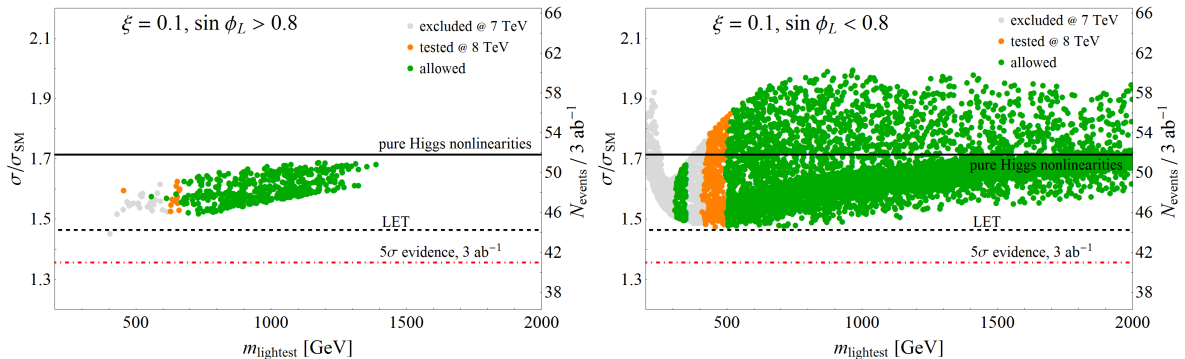 ξ = 0.1, sin ϕ_L > 0.8
excluded @ 7 TeV
tested @ 8 TeV
allowed
pure Higgs nonlinearities
LET
5σ evidence, 3 ab⁻¹
σ/σ_SM
2.1
1.9
1.7
1.5
1.3
N_events / 3 ab⁻¹
66
62
58
54
50
46
42
38
500
1000
1500
2000
m_lightest [GeV]
ξ = 0.1, sin ϕ_L < 0.8
excluded @ 7 TeV
tested @ 8 TeV
allowed
pure Higgs nonlinearities
LET
5σ evidence, 3 ab⁻¹
σ/σ_SM
2.1
1.9
1.7
1.5
1.3
N_events / 3 ab⁻¹
66
62
58
54
50
46
42
38
500
1000
1500
2000
m_lightest [GeV]